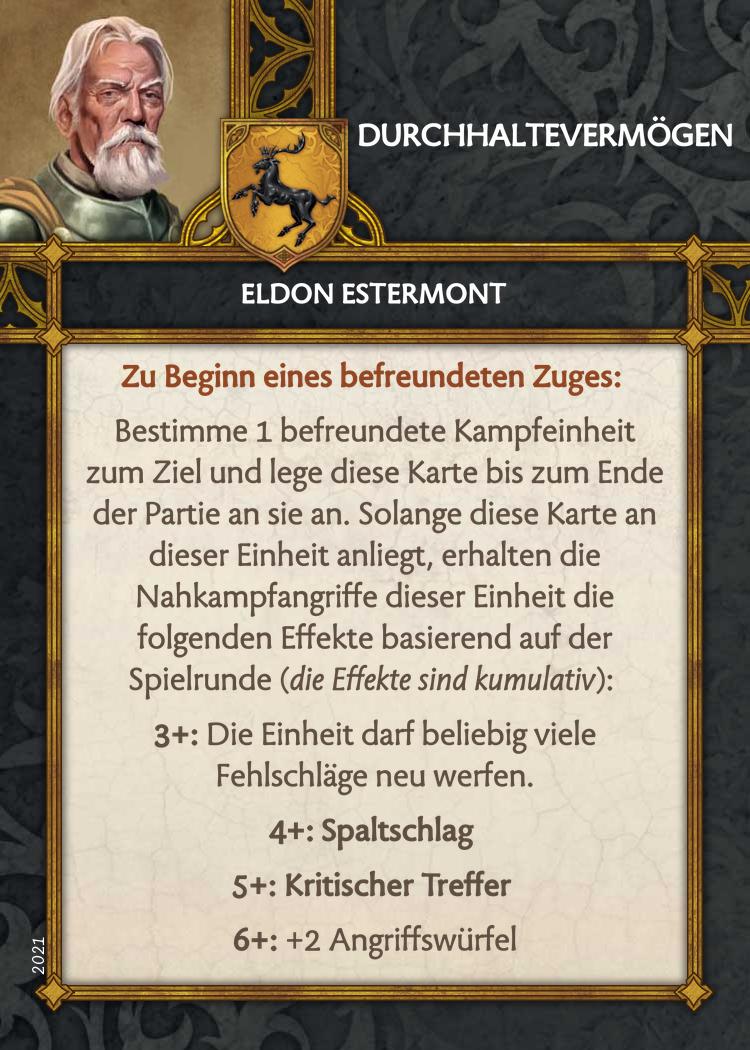 DURCHHALTEVERMÖGEN
ELDON ESTERMONT
Zu Beginn eines befreundeten Zuges:
Bestimme 1 befreundete Kampfeinheit
zum Ziel und lege diese Karte bis zum Ende
der Partie an sie an. Solange diese Karte an
dieser Einheit anliegt, erhalten die
Nahkampfangriffe dieser Einheit die
folgenden Effekte basierend auf der
Spielrunde (die Effekte sind kumulativ):
3+: Die Einheit darf beliebig viele
Fehlschläge neu werfen.
4+: Spaltschlag
5+: Kritischer Treffer
6+: +2 Angriffswürfel
2021